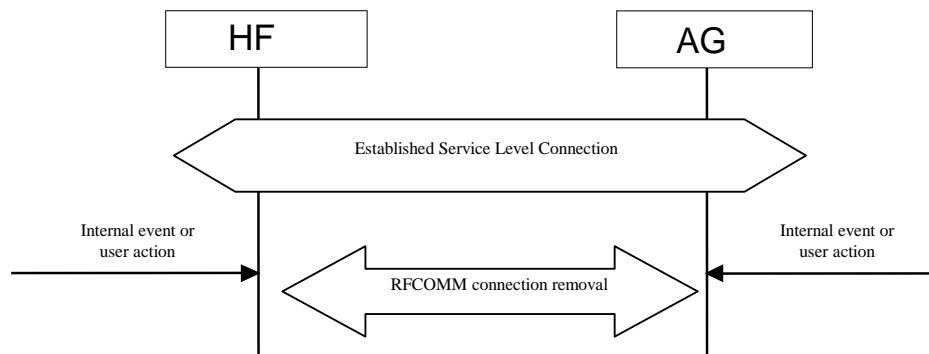 HF
AG
Established Service Level Connection
Internal event or
user action
Internal event or
user action
RFCOMM connection removal